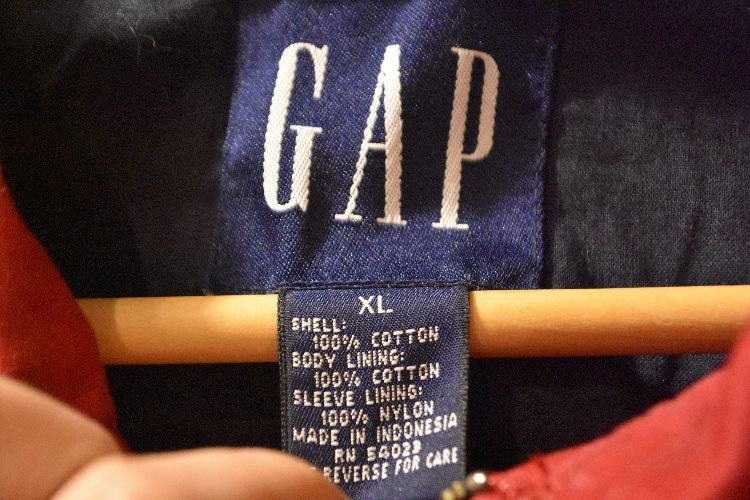 GAP
XL
SHELL:
100% COTTON
BODY LINING:
100% COTTON
SLEEVE LINING:
100% NYLON
MADE IN INDONESIA
RN 54023
REVERSE FOR CARE